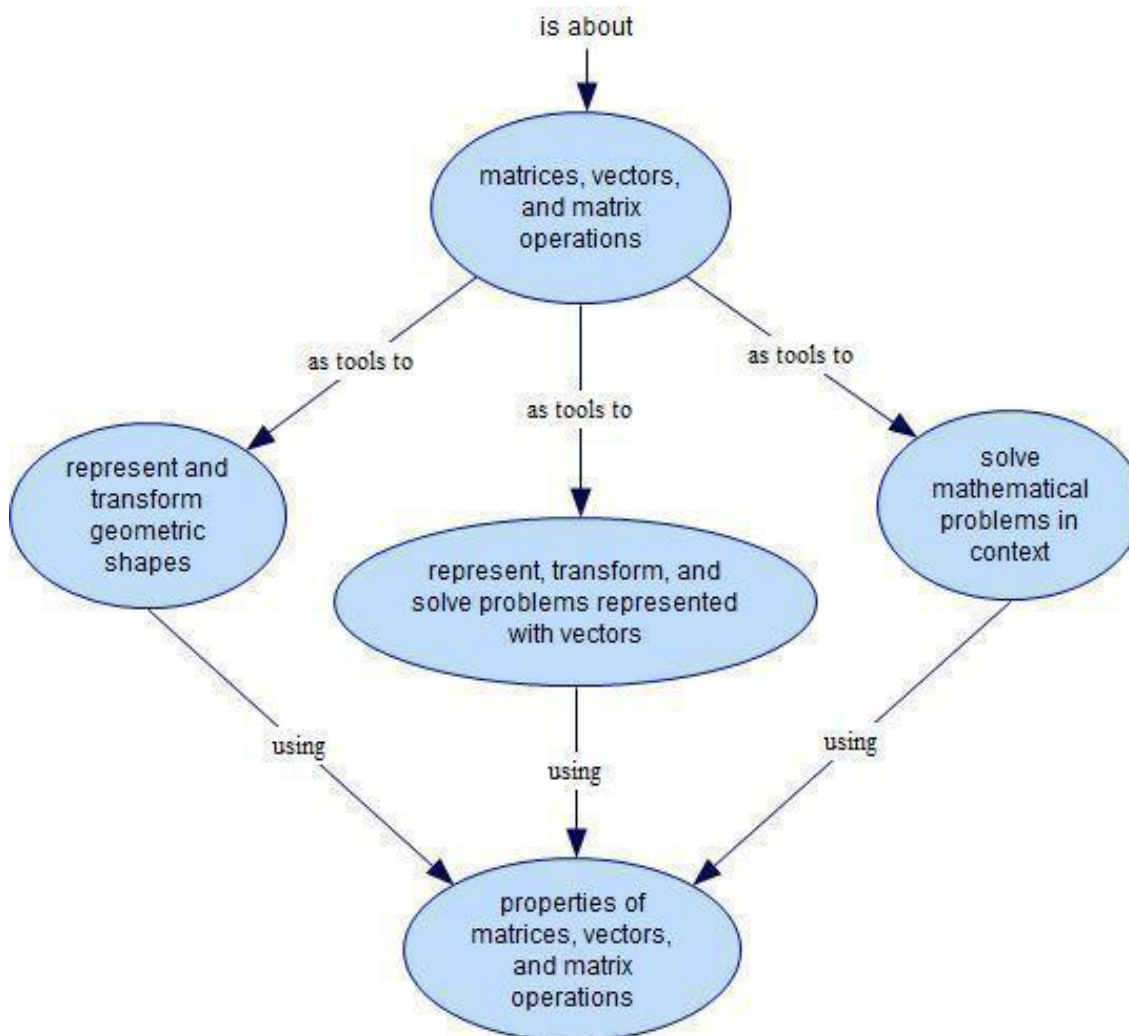 is about
matrices, vectors,
and matrix
operations
as tools to
as tools to
as tools to
represent and
transform
geometric
shapes
represent, transform, and
solve problems represented
with vectors
solve
mathematical
problems in
context
using
using
using
properties of
matrices, vectors,
and matrix
operations